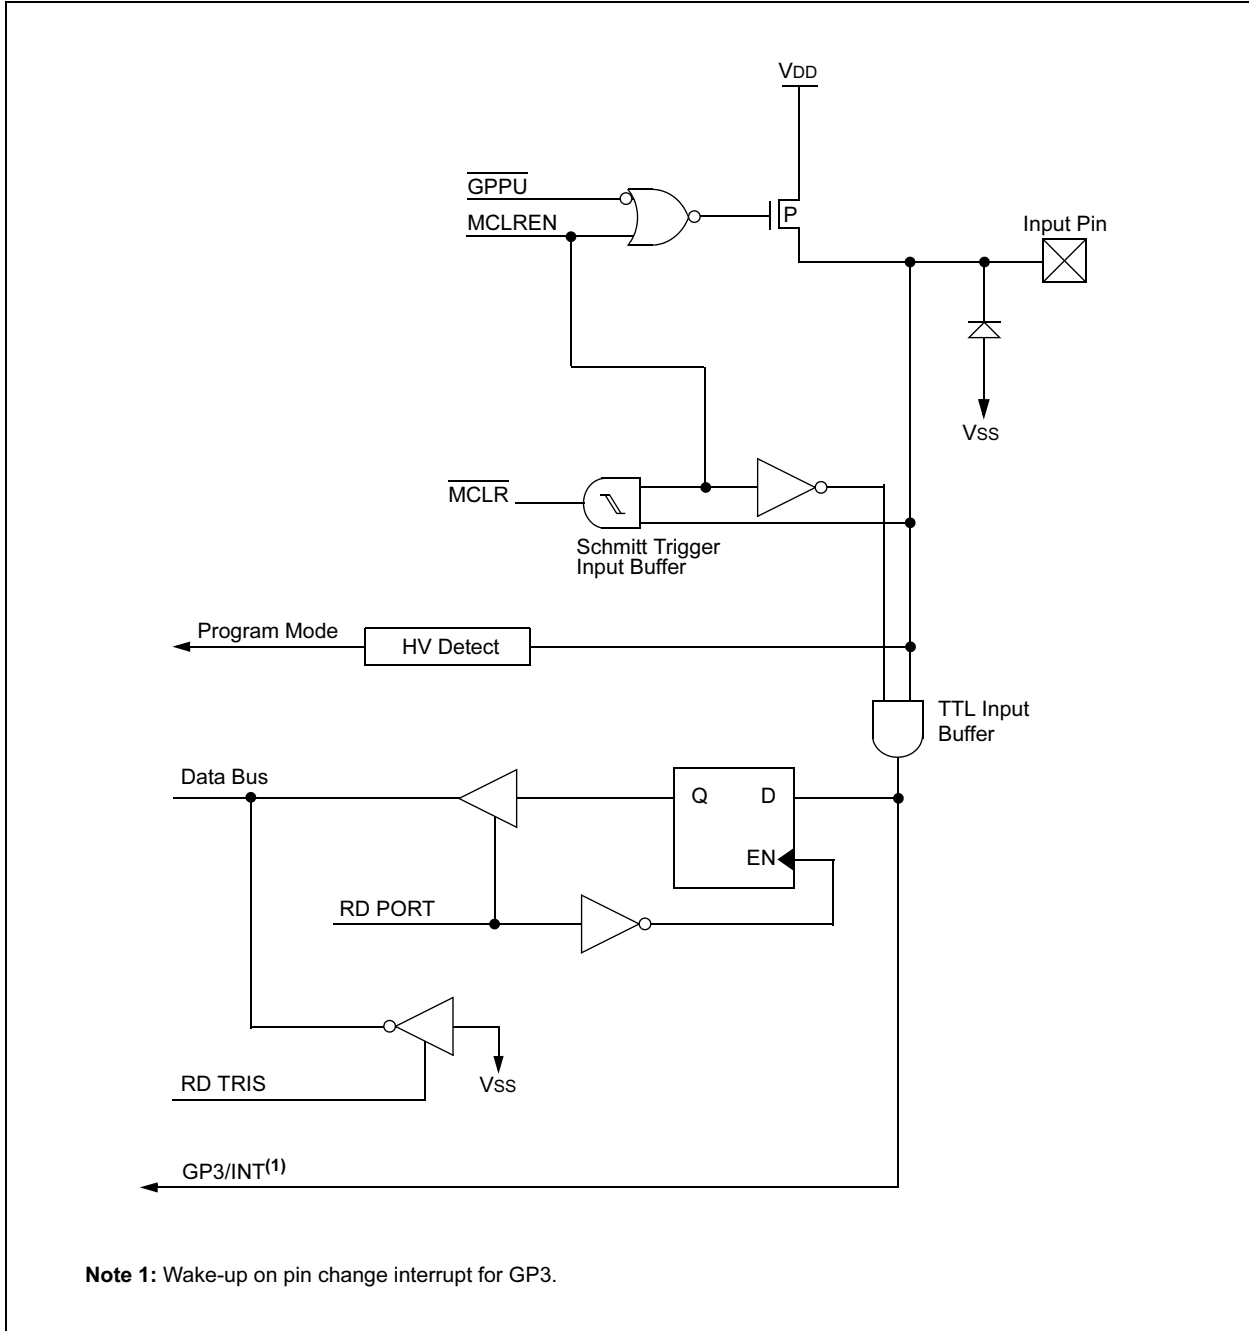 VDD
GPPU
MCLREN
P
Input Pin
VSS
MCLR
Schmitt Trigger
Input Buffer
Program Mode
HV Detect
TTL Input
Buffer
Data Bus
Q D
EN
RD PORT
RD TRIS
VSS
GP3/INT(1)
Note 1: Wake-up on pin change interrupt for GP3.